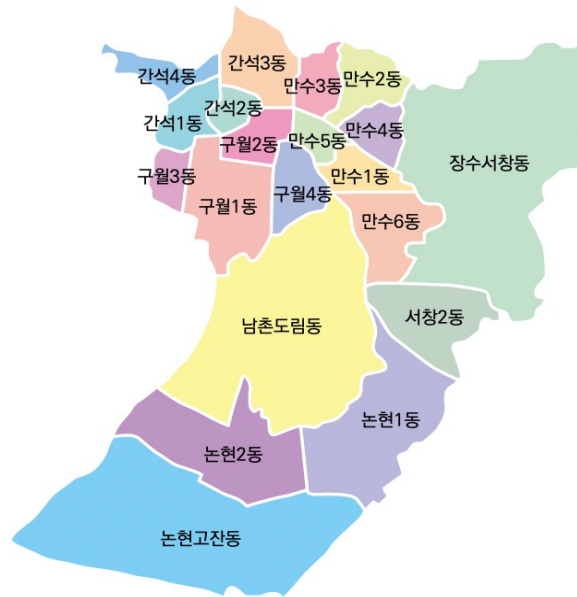 간석3동
간석4동
만수3동
만수2동
간석2동
간석1동
만수4동
구월2동
만수5동
장수서창동
구월3동
만수1동
구월4동
구월1동
만수6동
서창2동
남촌도림동
논현1동
논현2동
논현고잔동